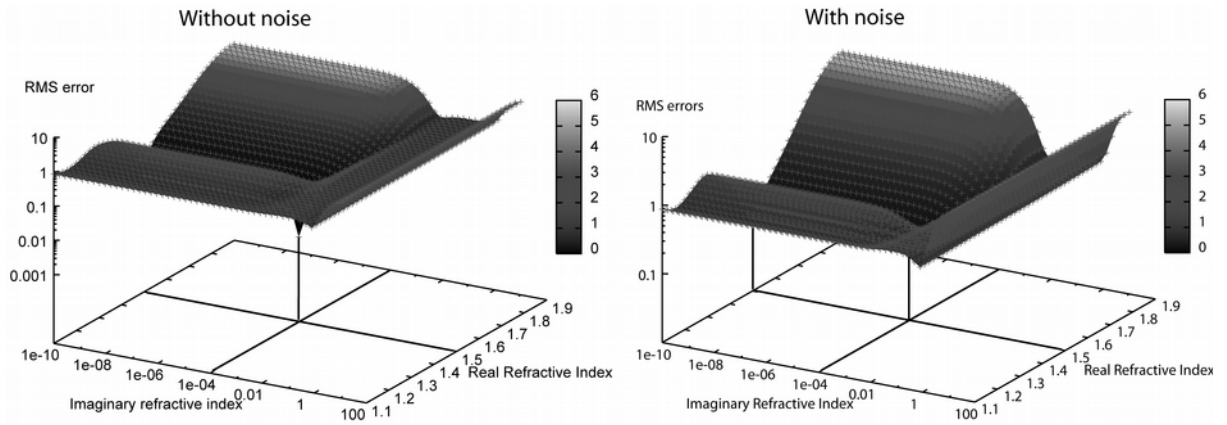 Without noise
RMS error
10
1
0.1
0.01
0.001
6
5
4
3
2
1
0
1e-10
1e-08
1e-06
1e-04
0.01
1
100
Imaginary refractive index
1.1
1.2
1.3
1.4
1.5
1.6
1.7
1.8
1.9
Real Refractive Index
With noise
RMS errors
10
1
0.1
6
5
4
3
2
1
0
1e-10
1e-08
1e-06
1e-04
0.01
1
100
Imaginary Refractive Index
1.1
1.2
1.3
1.4
1.5
1.6
1.7
1.8
1.9
Real Refractive Index